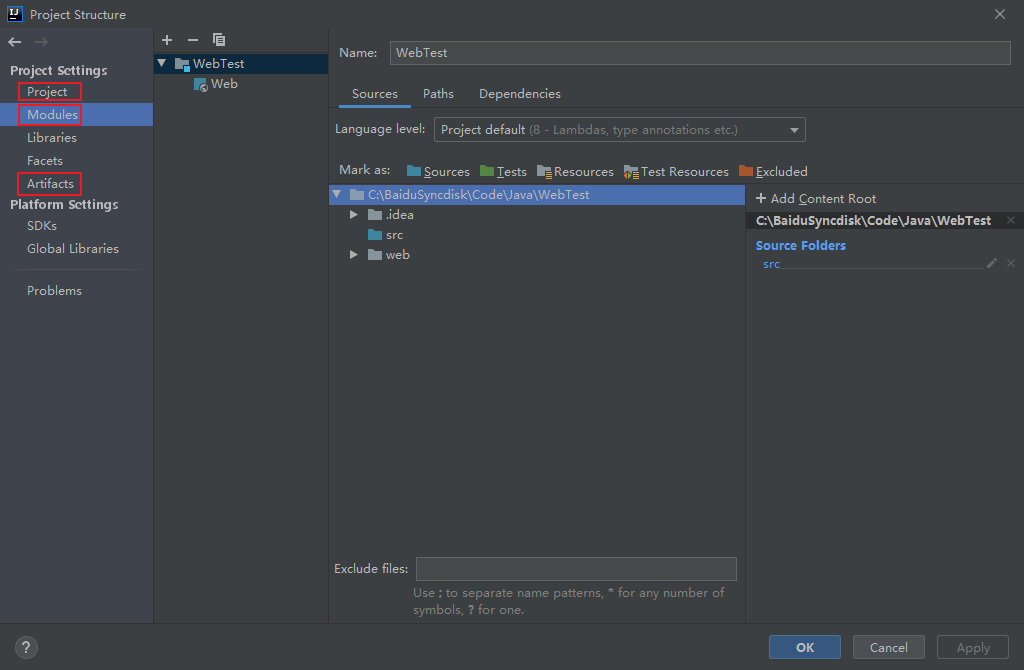 IJ
Project Structure
Project Settings
Project
Modules
Libraries
Facets
Artifacts
Platform Settings
SDKs
Global Libraries
Problems
WebTest
Web
Name: WebTest
Sources Paths Dependencies
Language level: Project default (8 - Lambdas, type annotations etc.)
Mark as: Sources Tests Resources Test Resources Excluded
C:\BaiduSyncdisk\Code\Java\WebTest
.idea
src
web
+ Add Content Root
C:\BaiduSyncdisk\Code\Java\WebTest
Source Folders
src
Exclude files:
Use ; to separate name patterns, * for any number of
symbols, ? for one.
?
OK Cancel Apply